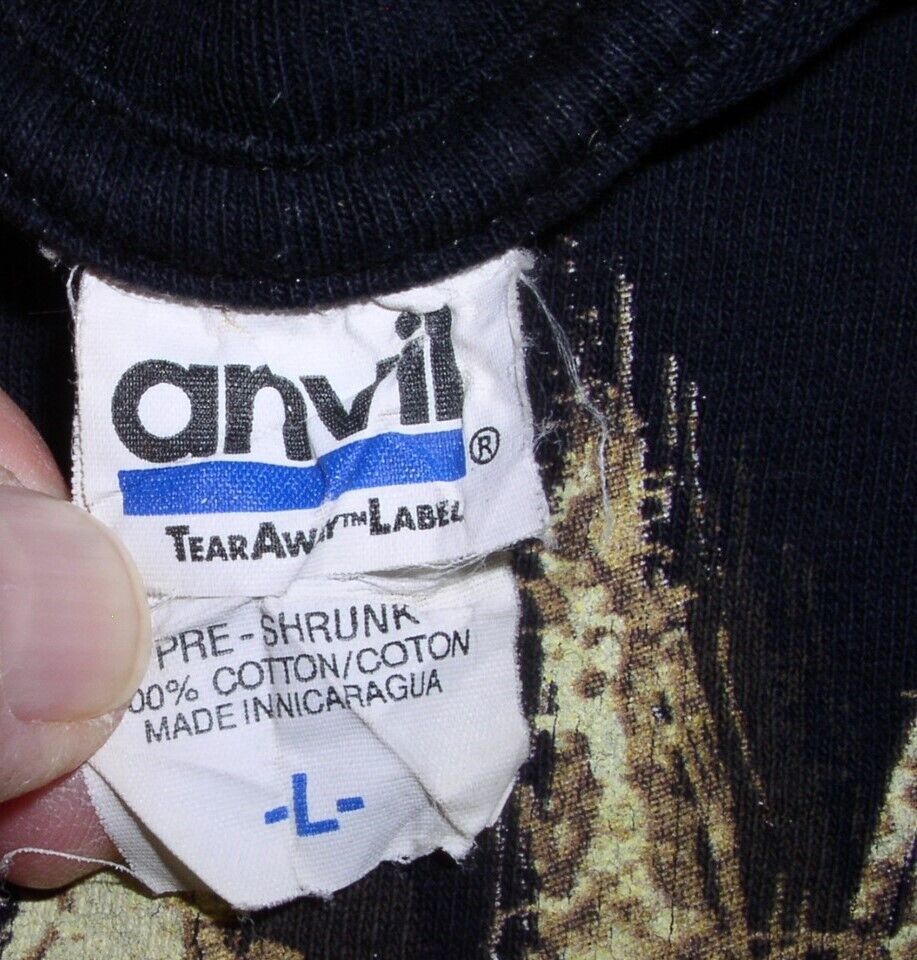 anvil®
TEARAWAY™LABEL
PRE-SHRUNK
00% COTTON/COTON
MADE INNICARAGUA
-L-